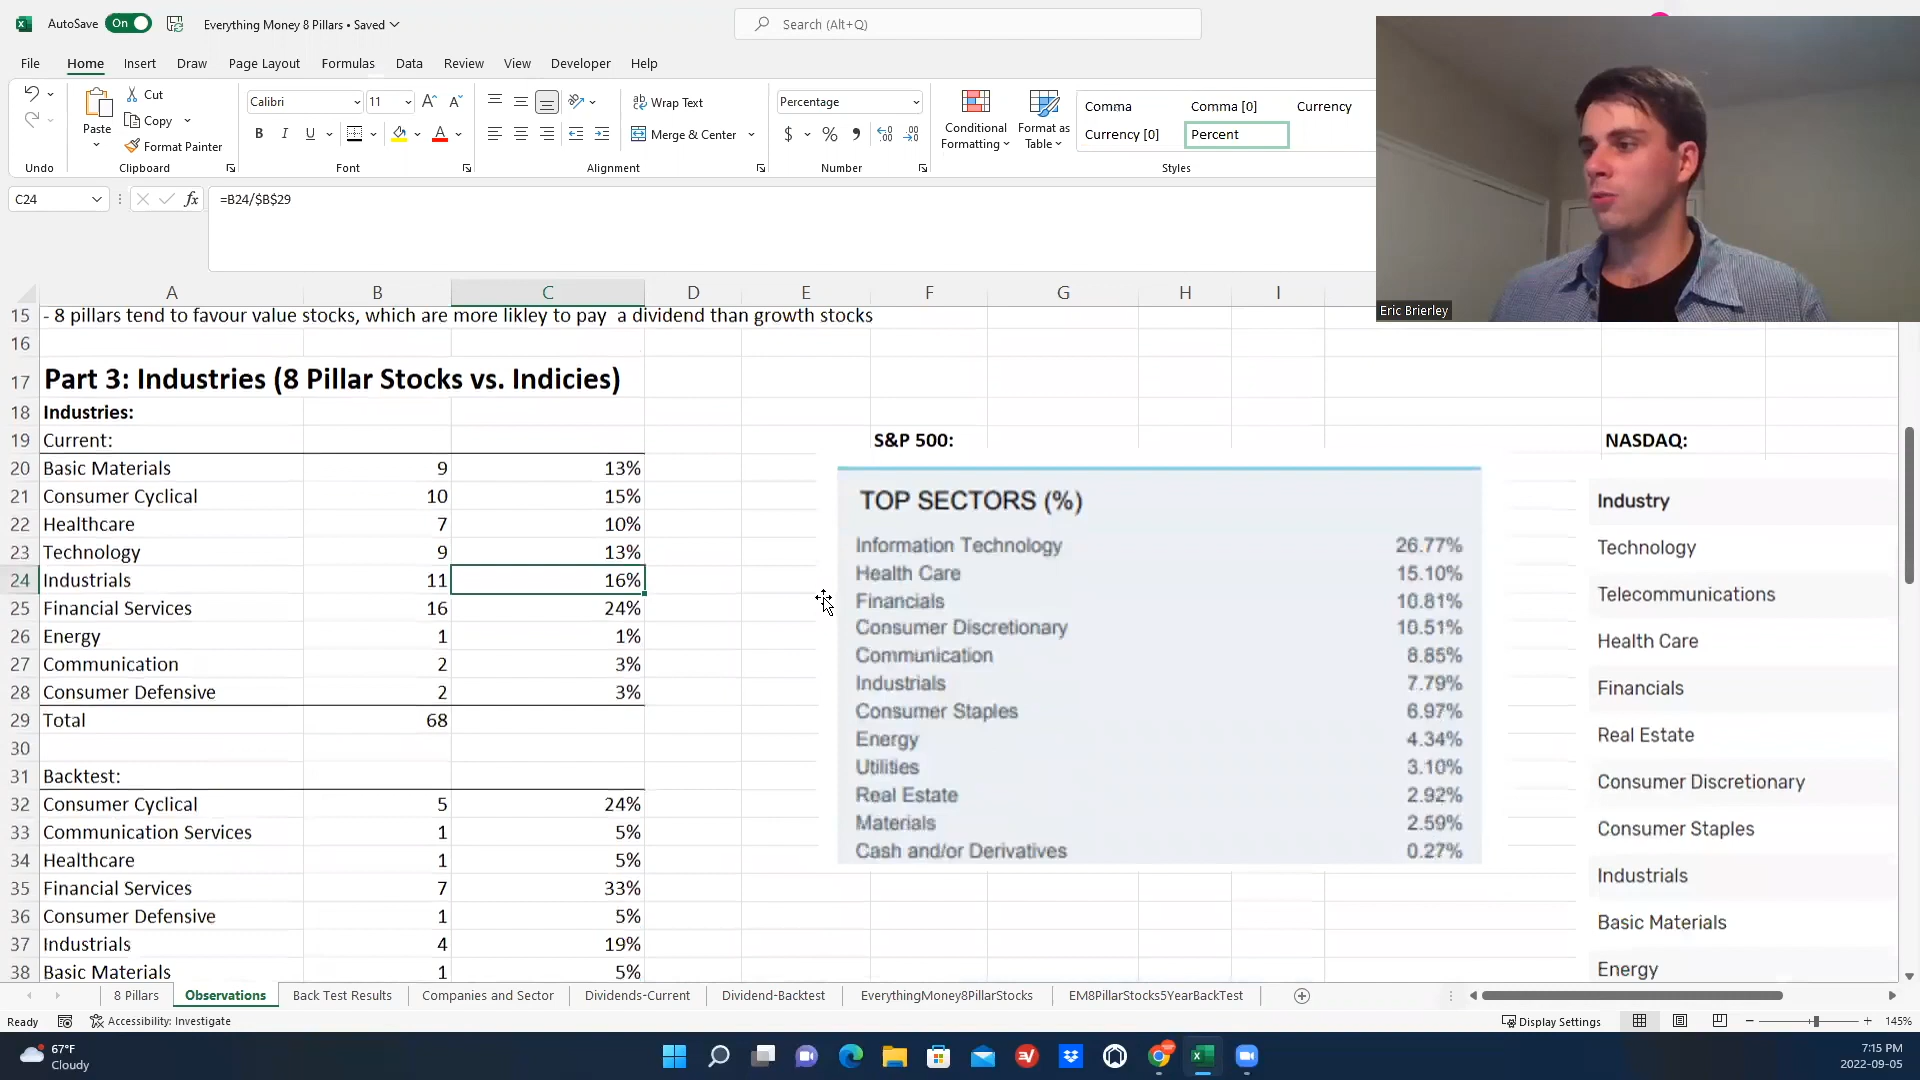 AutoSave On Everything Money 8 Pillars • Saved Search (Alt+Q)
File Home Insert Draw Page Layout Formulas Data Review View Developer Help
Paste Cut Copy Format Painter
Calibri 11 B I U A
Wrap Text Merge & Center
Percentage $ % 9
Conditional Formatting Format as Table
Comma Comma [0] Currency
Currency [0] Percent
Undo Clipboard Font Alignment Number Styles
C24 fx =B24/$B$29
Eric Brierley
A B C D E F G H I
15 - 8 pillars tend to favour value stocks, which are more likley to pay a dividend than growth stocks
16
17 Part 3: Industries (8 Pillar Stocks vs. Indicies)
18 Industries:
19 Current: S&P 500: NASDAQ:
20 Basic Materials 9 13%
21 Consumer Cyclical 10 15%
22 Healthcare 7 10%
23 Technology 9 13%
24 Industrials 11 16%
25 Financial Services 16 24%
26 Energy 1 1%
27 Communication 2 3%
28 Consumer Defensive 2 3%
29 Total 68
30
31 Backtest:
32 Consumer Cyclical 5 24%
33 Communication Services 1 5%
34 Healthcare 1 5%
35 Financial Services 7 33%
36 Consumer Defensive 1 5%
37 Industrials 4 19%
38 Basic Materials 1 5%
TOP SECTORS (%)
Information Technology 26.77%
Health Care 15.10%
Financials 10.81%
Consumer Discretionary 10.51%
Communication 8.85%
Industrials 7.79%
Consumer Staples 6.97%
Energy 4.34%
Utilities 3.10%
Real Estate 2.92%
Materials 2.59%
Cash and/or Derivatives 0.27%
Industry
Technology
Telecommunications
Health Care
Financials
Real Estate
Consumer Discretionary
Consumer Staples
Industrials
Basic Materials
Energy
8 Pillars Observations Back Test Results Companies and Sector Dividends-Current Dividend-Backtest EverythingMoney8PillarStocks EM8PillarStocks5YearBackTest
Ready Accessibility: Investigate Display Settings 145%
67°F
Cloudy
7:15 PM
2022-09-05